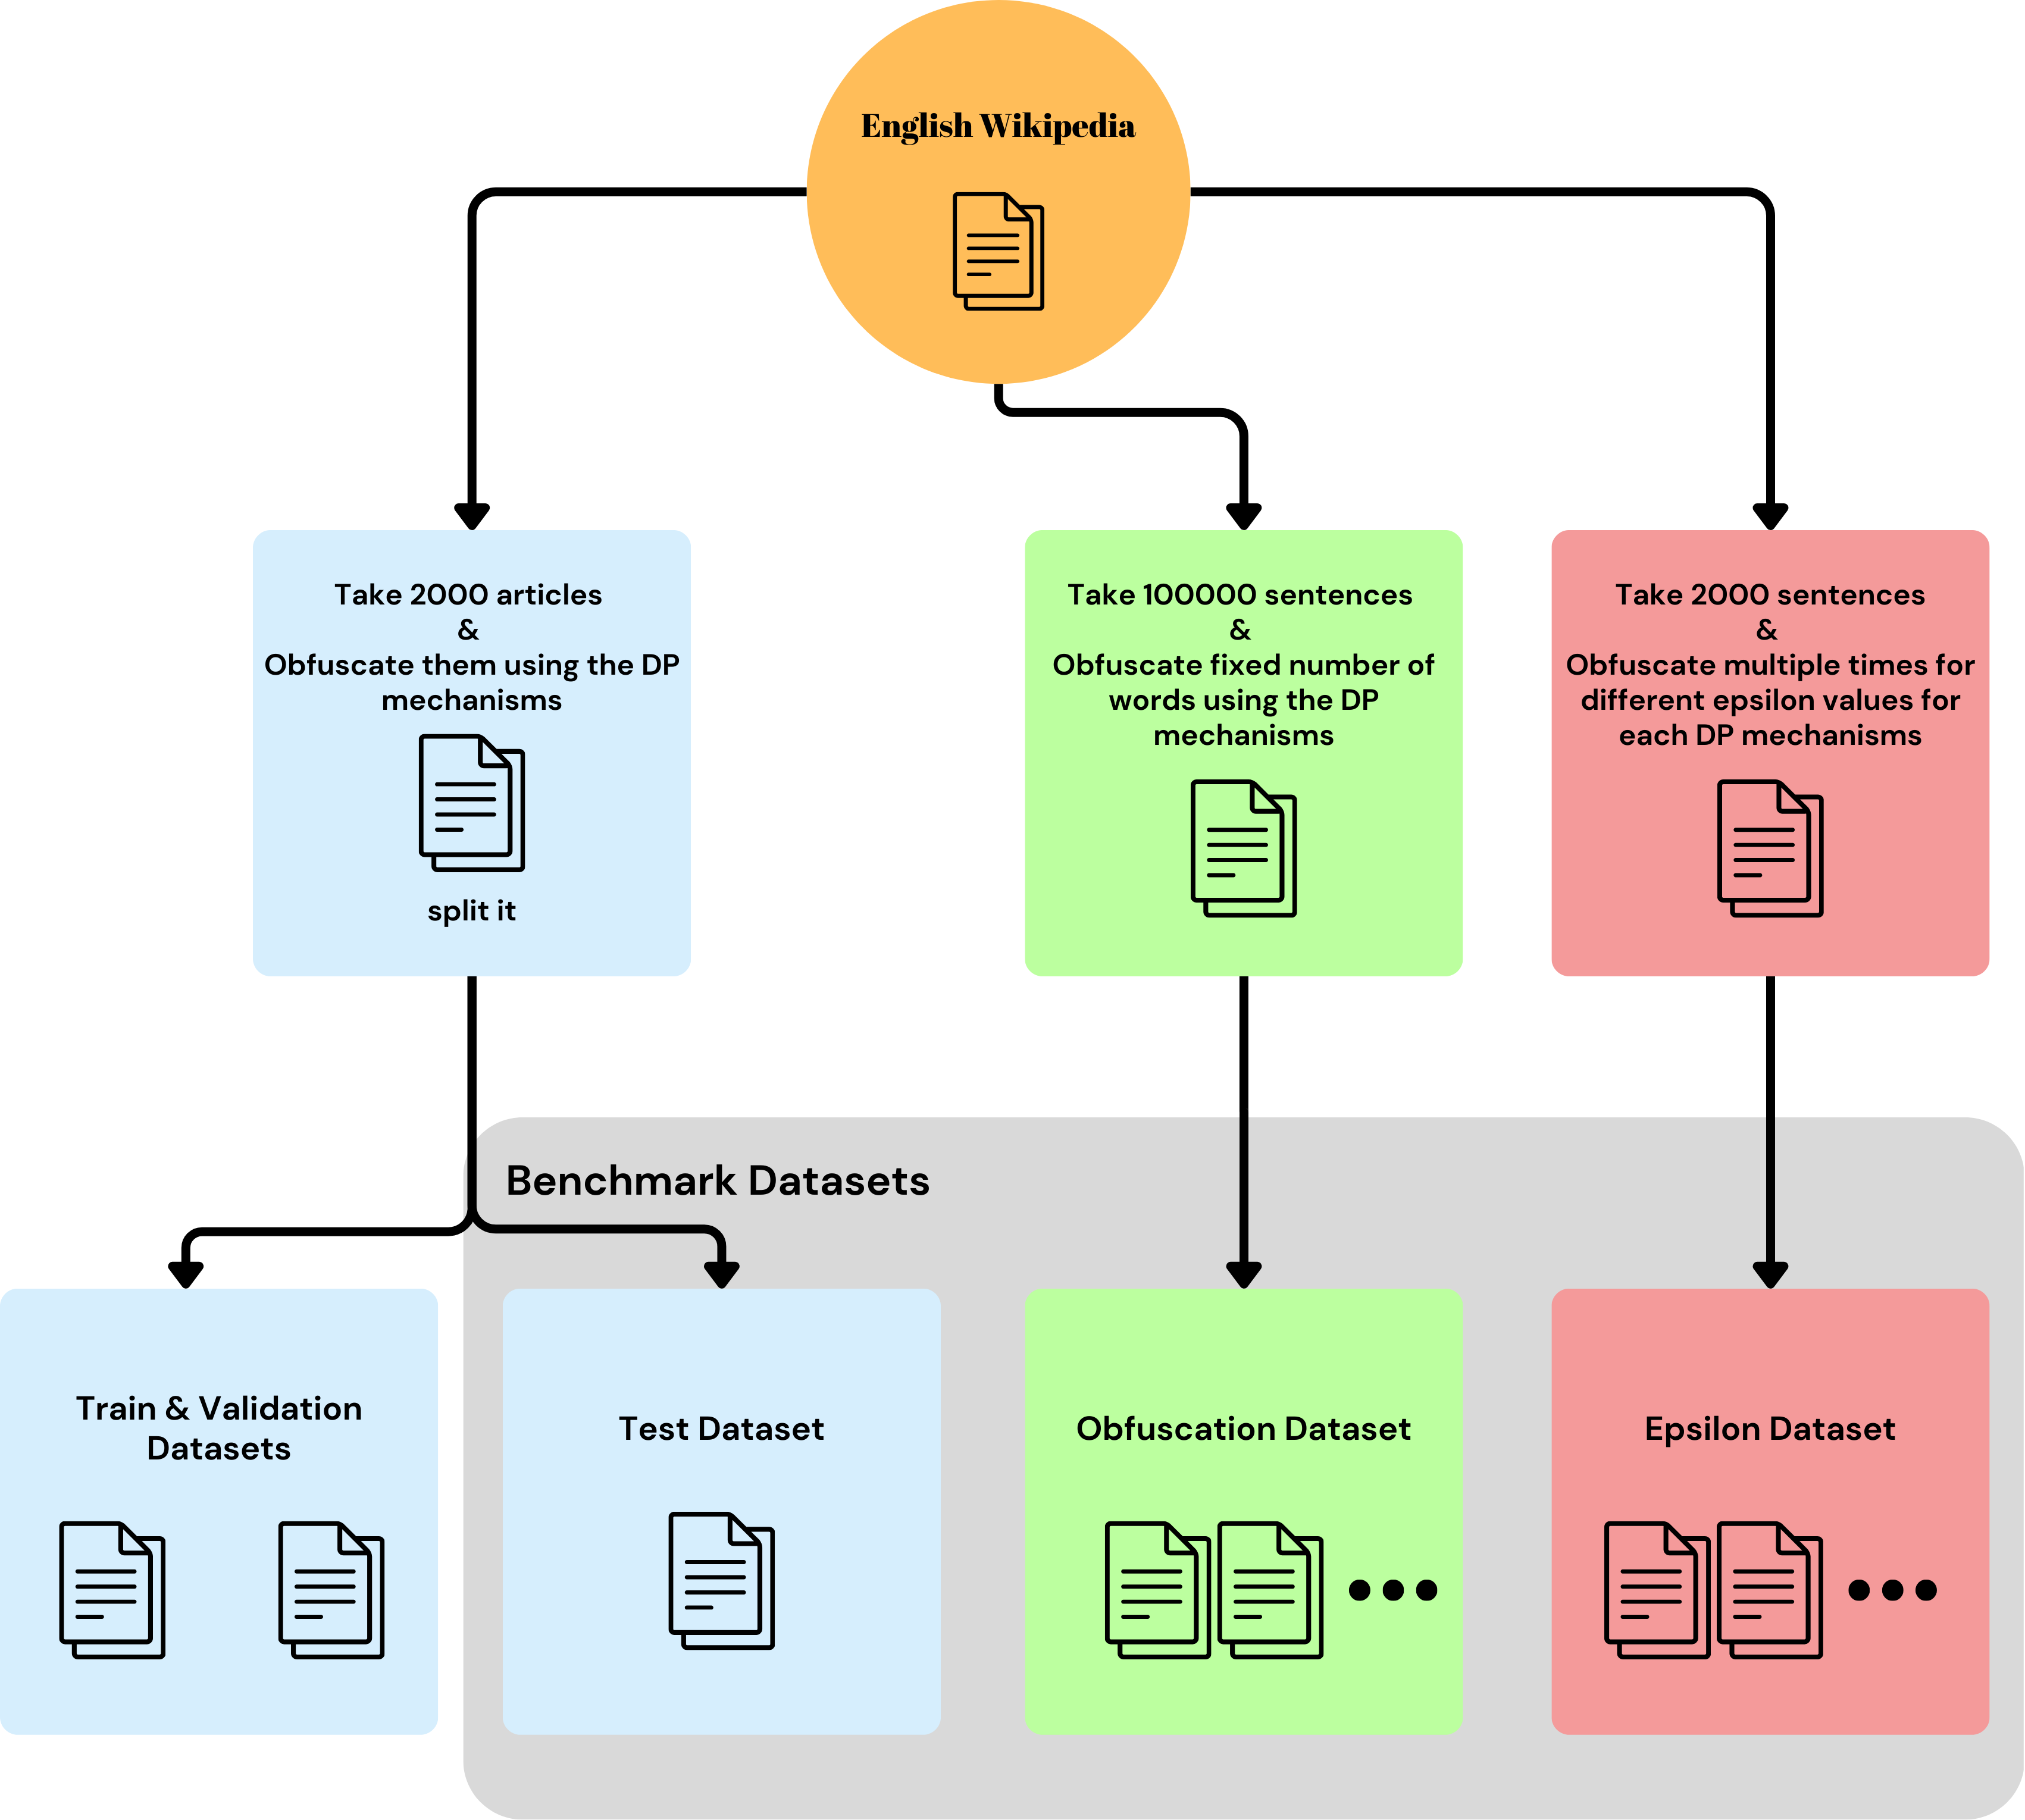 English Wikipedia
Take 2000 articles
&
Obfuscate them using the DP
mechanisms
split it
Take 100000 sentences
&
Obfuscate fixed number of
words using the DP
mechanisms
Take 2000 sentences
&
Obfuscate multiple times for
different epsilon values for
each DP mechanisms
Benchmark Datasets
Train & Validation
Datasets
Test Dataset
Obfuscation Dataset
Epsilon Dataset